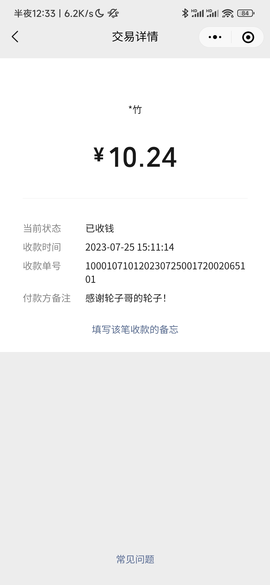 半夜12:33 | 6.2K/s
84
交易详情
*竹
¥10.24
当前状态 已收钱
收款时间 2023-07-25 15:11:14
收款单号 100010710120230725001720020651
01
付款方备注 感谢轮子哥的轮子！
填写该笔收款的备忘
常见问题